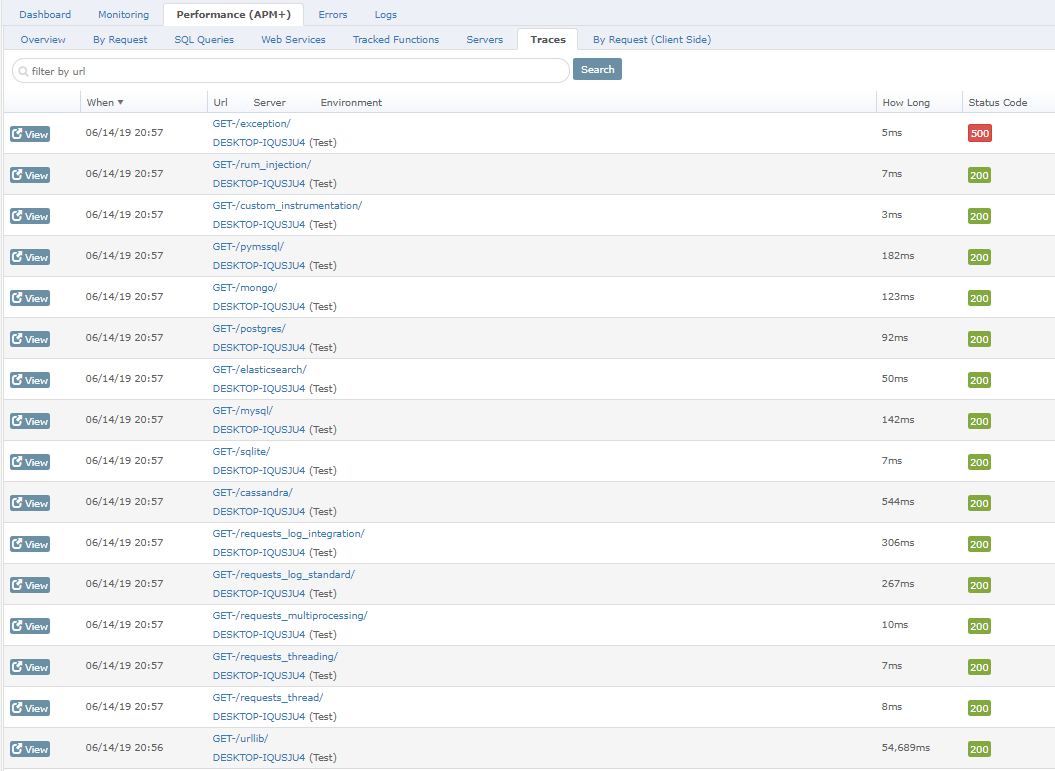 Dashboard Monitoring Performance (APM+) Errors Logs
Overview By Request SQL Queries Web Services Tracked Functions Servers Traces By Request (Client Side)
filter by url Search
When ▼ Url Server Environment How Long Status Code
View 06/14/19 20:57 GET-/exception/ 5ms 500
DESKTOP-IQUSJU4 (Test)
View 06/14/19 20:57 GET-/rum_injection/ 7ms 200
DESKTOP-IQUSJU4 (Test)
View 06/14/19 20:57 GET-/custom_instrumentation/ 3ms 200
DESKTOP-IQUSJU4 (Test)
View 06/14/19 20:57 GET-/pymssql/ 182ms 200
DESKTOP-IQUSJU4 (Test)
View 06/14/19 20:57 GET-/mongo/ 123ms 200
DESKTOP-IQUSJU4 (Test)
View 06/14/19 20:57 GET-/postgres/ 92ms 200
DESKTOP-IQUSJU4 (Test)
View 06/14/19 20:57 GET-/elasticsearch/ 50ms 200
DESKTOP-IQUSJU4 (Test)
View 06/14/19 20:57 GET-/mysql/ 142ms 200
DESKTOP-IQUSJU4 (Test)
View 06/14/19 20:57 GET-/sqlite/ 7ms 200
DESKTOP-IQUSJU4 (Test)
View 06/14/19 20:57 GET-/cassandra/ 544ms 200
DESKTOP-IQUSJU4 (Test)
View 06/14/19 20:57 GET-/requests_log_integration/ 306ms 200
DESKTOP-IQUSJU4 (Test)
View 06/14/19 20:57 GET-/requests_log_standard/ 267ms 200
DESKTOP-IQUSJU4 (Test)
View 06/14/19 20:57 GET-/requests_multiprocessing/ 10ms 200
DESKTOP-IQUSJU4 (Test)
View 06/14/19 20:57 GET-/requests_threading/ 7ms 200
DESKTOP-IQUSJU4 (Test)
View 06/14/19 20:57 GET-/requests_thread/ 8ms 200
DESKTOP-IQUSJU4 (Test)
View 06/14/19 20:56 GET-/urllib/ 54,689ms 200
DESKTOP-IQUSJU4 (Test)